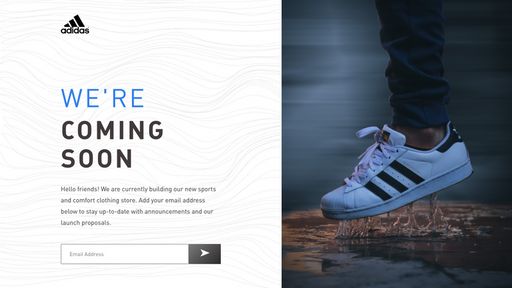 adidas
WE'RE
COMING
SOON
Hello friends! We are currently building our new sports
and comfort clothing store. Add your email address
below to stay up-to-date with announcements and our
launch proposals.
Email Address